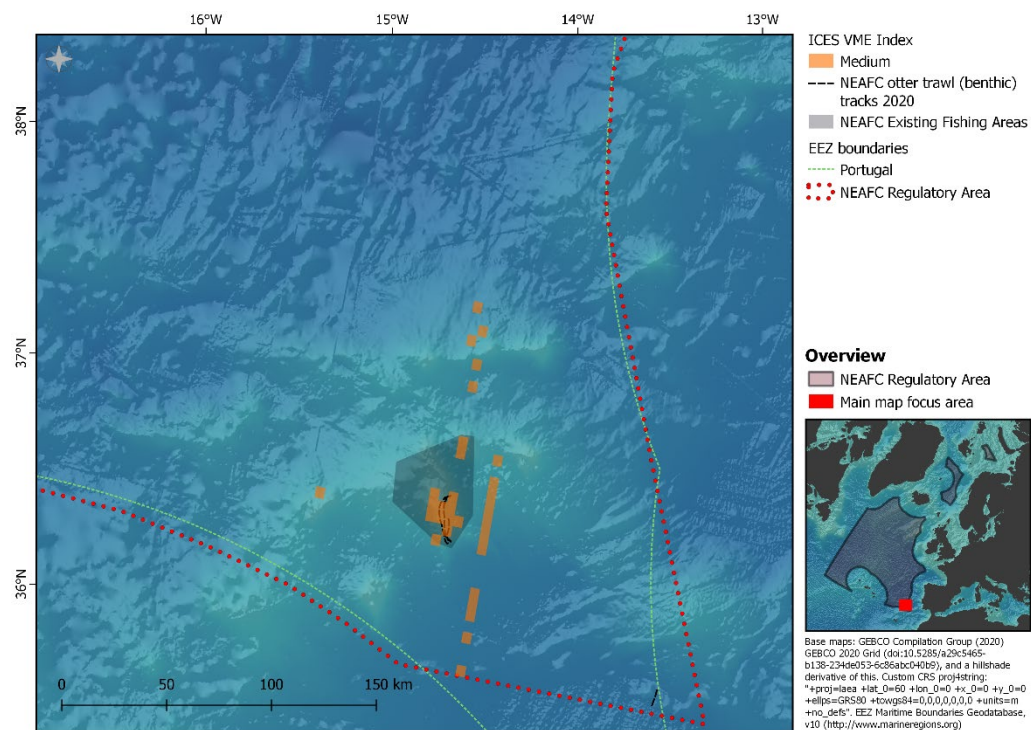 16°W
15°W
14°W
13°W
38°N
37°N
36°N
0
50
100
150 km
ICES VME Index
Medium
NEAFC otter trawl (benthic)
tracks 2020
NEAFC Existing Fishing Areas
EEZ boundaries
Portugal
NEAFC Regulatory Area
Overview
NEAFC Regulatory Area
Main map focus area
Base maps: GEBCO Compilation Group (2020)
GEBCO 2020 Grid (doi:10.5285/a29c5465-
b138-234de053-6c86abc040b9), and a hillshade
derivative of this. Custom CRS proj4string:
"+proj=laea +lat_0=60 +lon_0=0 +x_0=0 +y_0=0
+ellps=GRS80 +towgs84=0,0,0,0,0,0,0 +units=m
+no_defs". EEZ Maritime Boundaries Geodatabase,
v10 (http://www.marineregions.org)